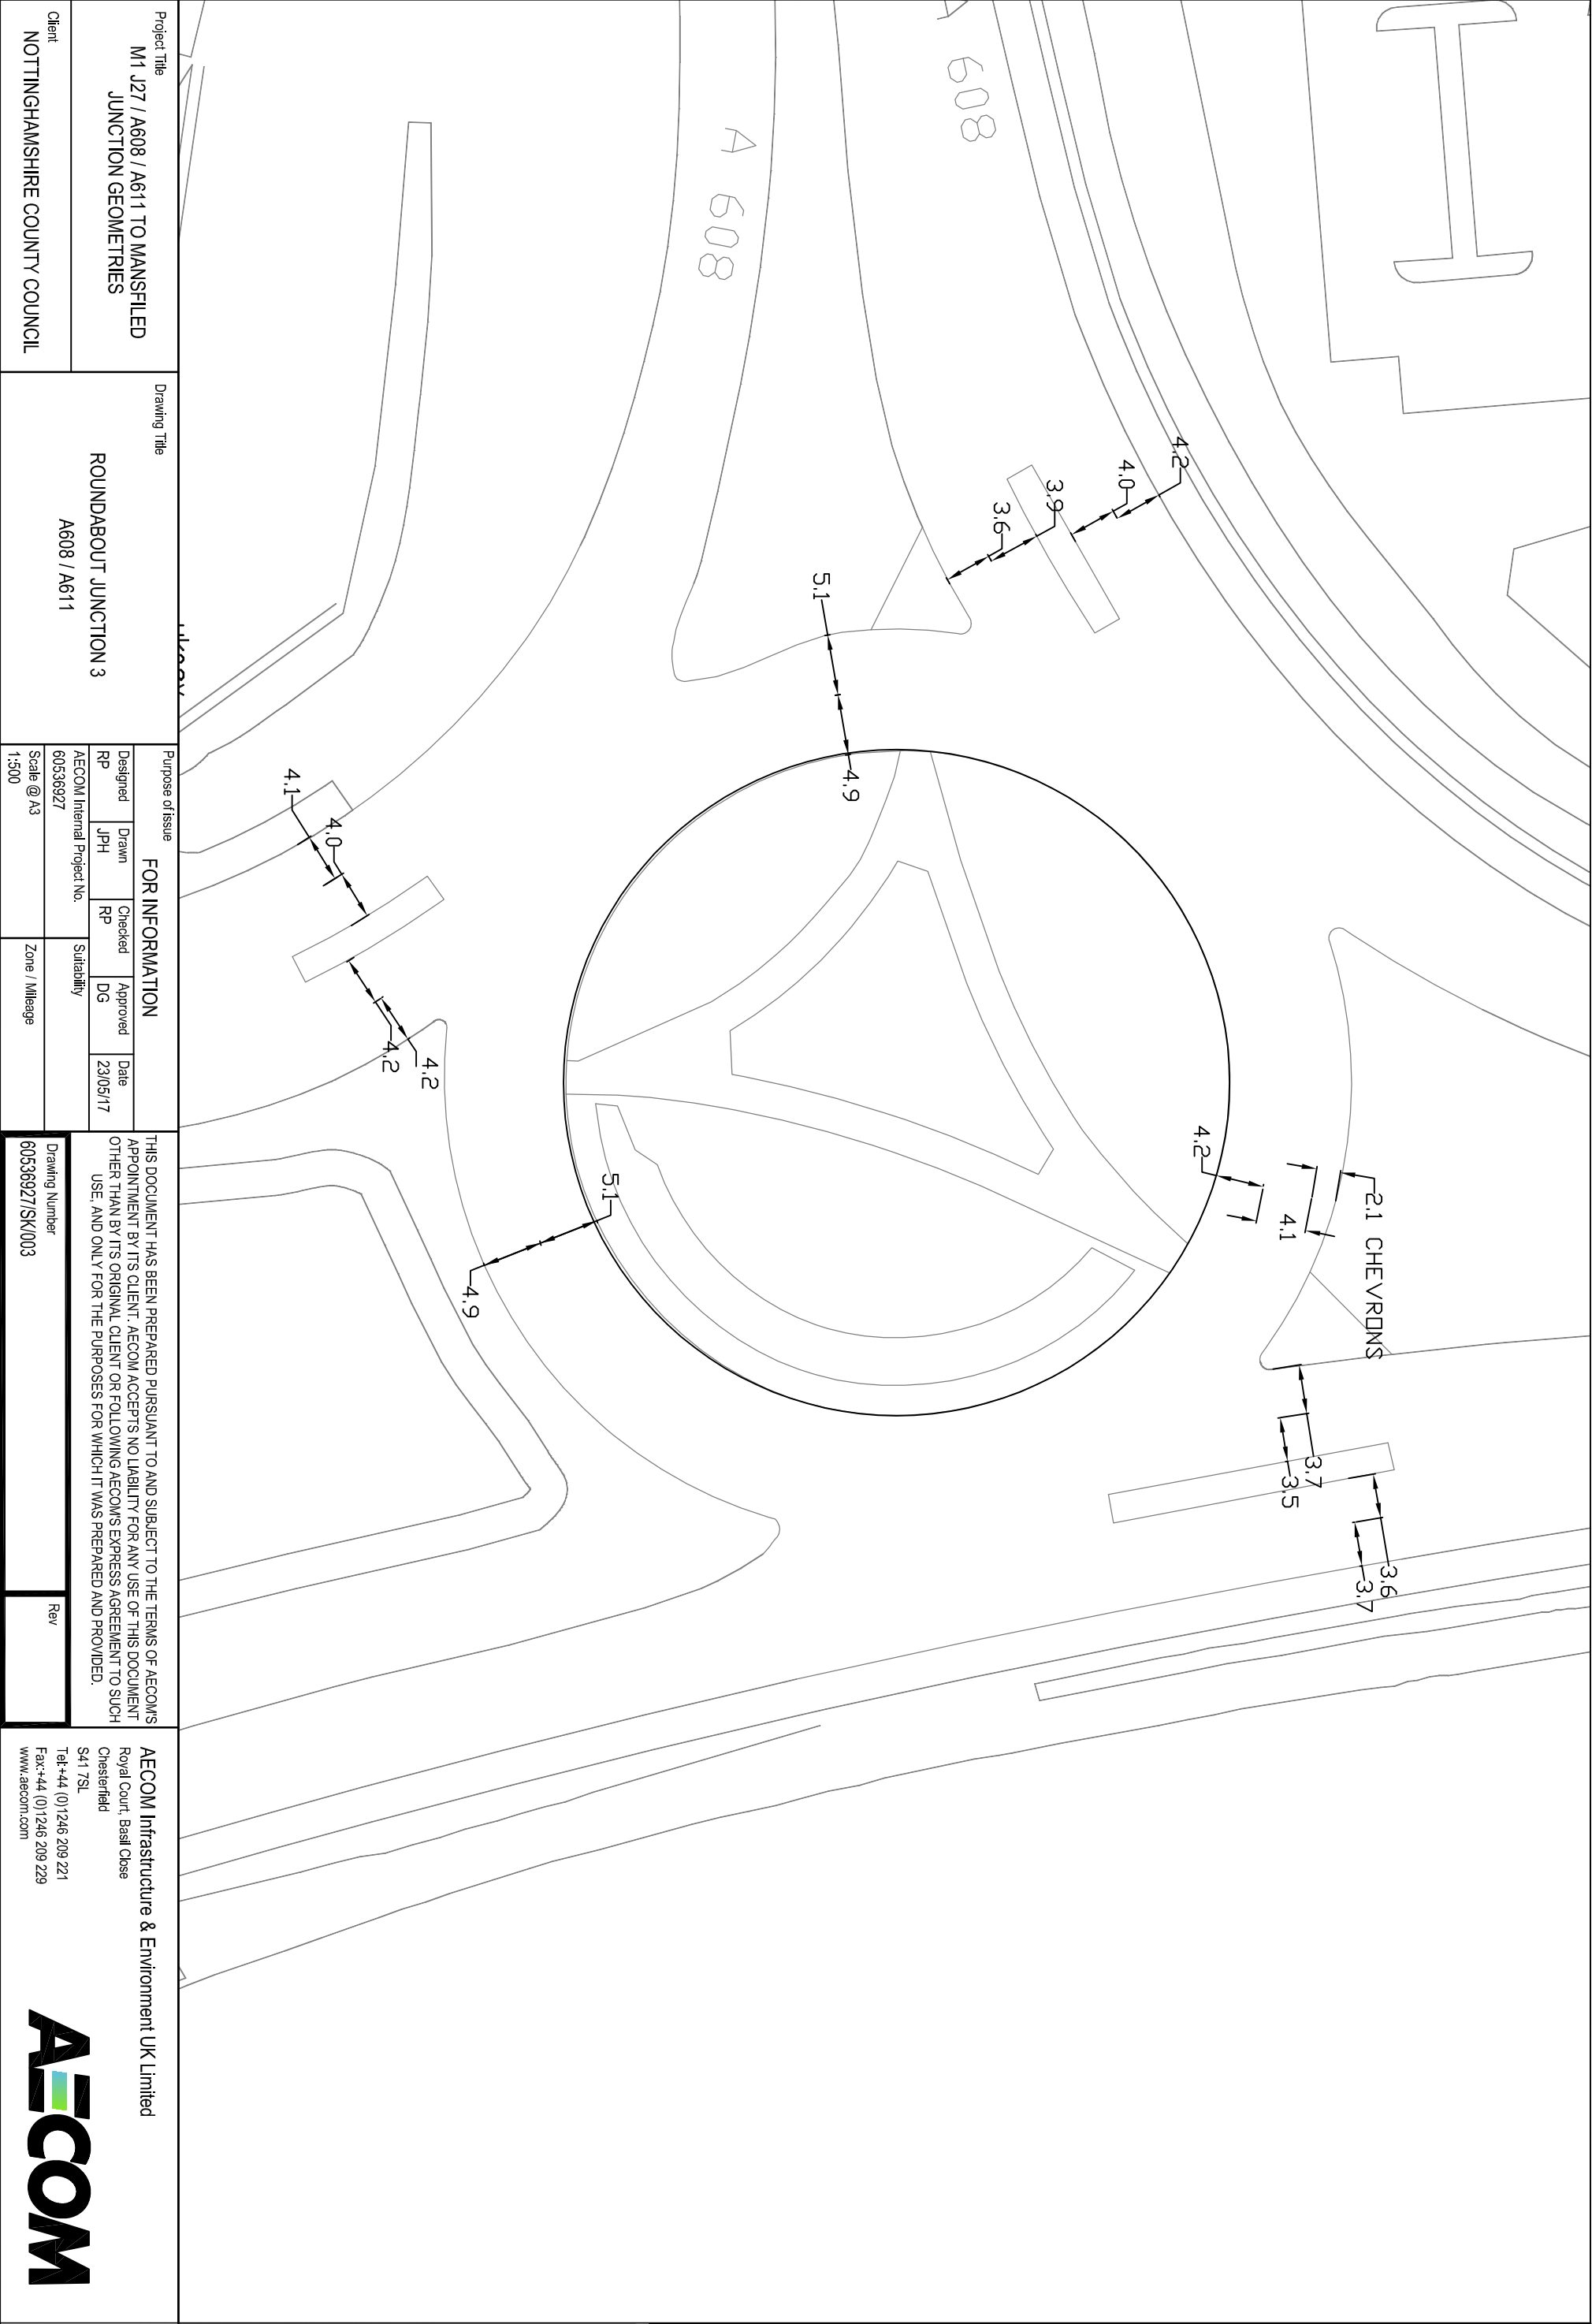 A 608
A 608
4.2
4.0
3.9
3.6
5.1
4.9
4.2
4.1
2.1 CHEVRONS
3.7
3.5
3.6
3.7
4.1
4.0
4.2
4.2
5.1
4.9
Project Title
M1 J27 / A608 / A611 TO MANSFILED
JUNCTION GEOMETRIES
Client
NOTTINGHAMSHIRE COUNTY COUNCIL
Drawing Title
ROUNDABOUT JUNCTION 3
A608 / A611
Purpose of issue
FOR INFORMATION
Designed
RP
Drawn
JPH
Checked
RP
Approved
DG
Date
23/05/17
AECOM Internal Project No.
60536927
Suitability
Scale @ A3
1:500
Zone / Mileage
THIS DOCUMENT HAS BEEN PREPARED PURSUANT TO AND SUBJECT TO THE TERMS OF AECOM'S
APPOINTMENT BY ITS CLIENT. AECOM ACCEPTS NO LIABILITY FOR ANY USE OF THIS DOCUMENT
OTHER THAN BY ITS ORIGINAL CLIENT OR FOLLOWING AECOM'S EXPRESS AGREEMENT TO SUCH
USE, AND ONLY FOR THE PURPOSES FOR WHICH IT WAS PREPARED AND PROVIDED.
Drawing Number
60536927/SK/003
Rev
AECOM Infrastructure & Environment UK Limited
Royal Court, Basil Close
Chesterfield
S41 7SL
Tel:+44 (0)1246 209 221
Fax:+44 (0)1246 209 229
www.aecom.com
AECOM